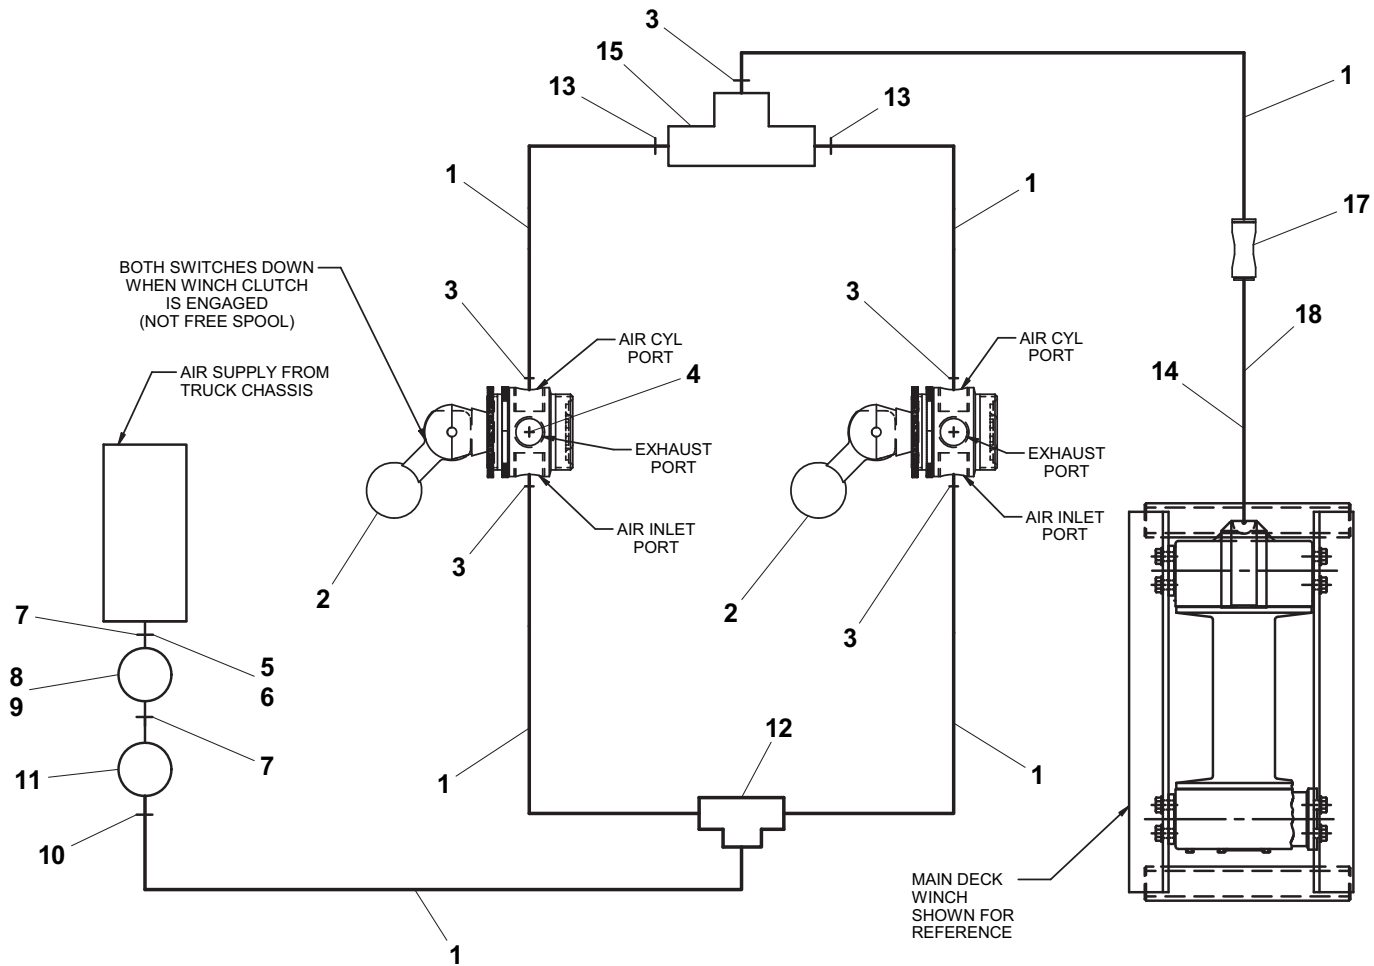 3
15
13
13
1
1
1
17
BOTH SWITCHES DOWN
WHEN WINCH CLUTCH
IS ENGAGED
(NOT FREE SPOOL)
3
3
18
AIR CYL
PORT
AIR CYL
PORT
4
14
AIR SUPPLY FROM
TRUCK CHASSIS
EXHAUST
PORT
EXHAUST
PORT
AIR INLET
PORT
AIR INLET
PORT
3
2
2
3
7
5
6
8
9
7
11
12
1
1
10
MAIN DECK
WINCH
SHOWN FOR
REFERENCE
1